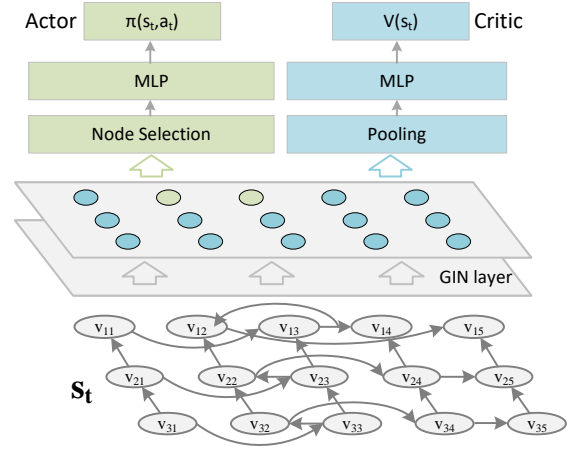 Actor π(sₜ,aₜ) V(sₜ) Critic
MLP MLP
Node Selection Pooling
GIN layer
v₁₁ v₁₂ v₁₃ v₁₄ v₁₅
v₂₁ v₂₂ v₂₃ v₂₄ v₂₅
sₜ
v₃₁ v₃₂ v₃₃ v₃₄ v₃₅